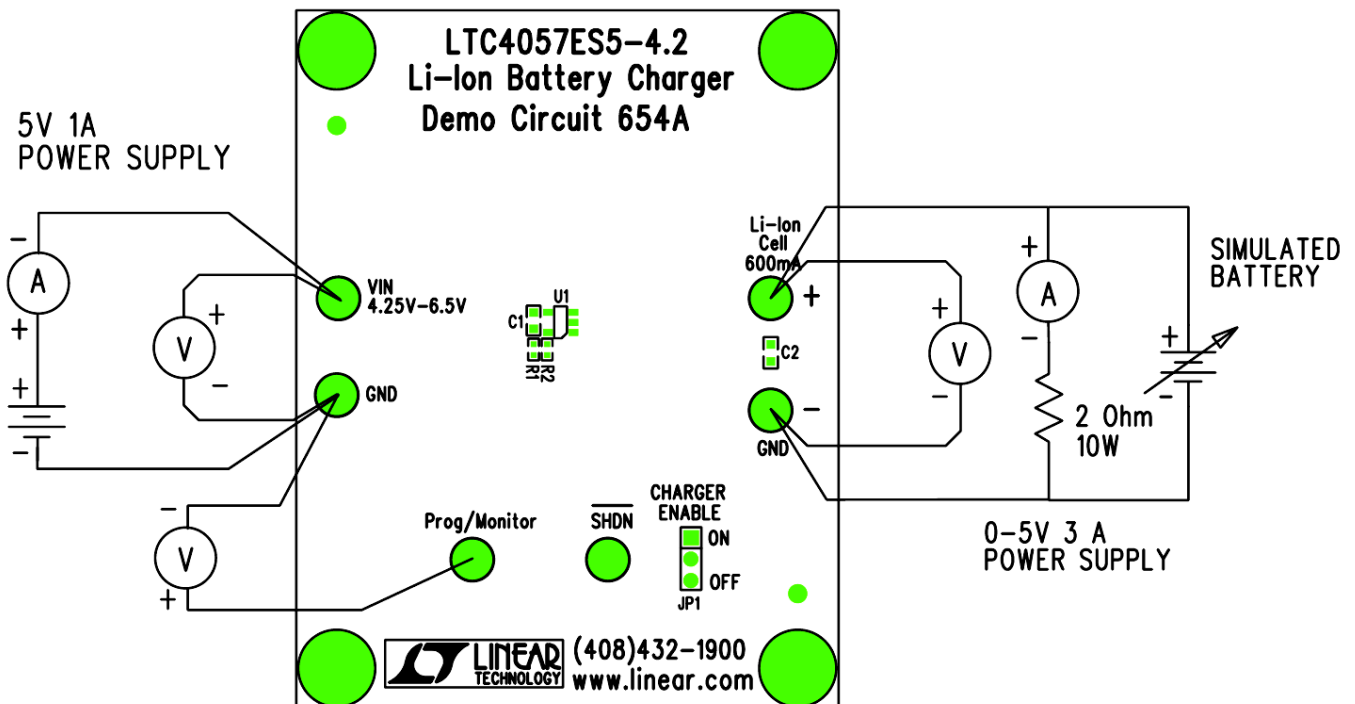 LTC4057ES5-4.2
Li-Ion Battery Charger
Demo Circuit 654A
5V 1A
POWER SUPPLY
-
A
+
+
-
+
V
-
VIN
4.25V-6.5V
GND
-
V
+
C1
U1
R1
R2
Li-Ion
Cell
600mA
+
C2
-
GND
+
V
-
+
A
-
2 Ohm
10W
+
-
SIMULATED
BATTERY
0-5V 3 A
POWER SUPPLY
Prog/Monitor
SHDN
CHARGER
ENABLE
ON
OFF
JP1
LINEAR
TECHNOLOGY
(408)432-1900
www.linear.com